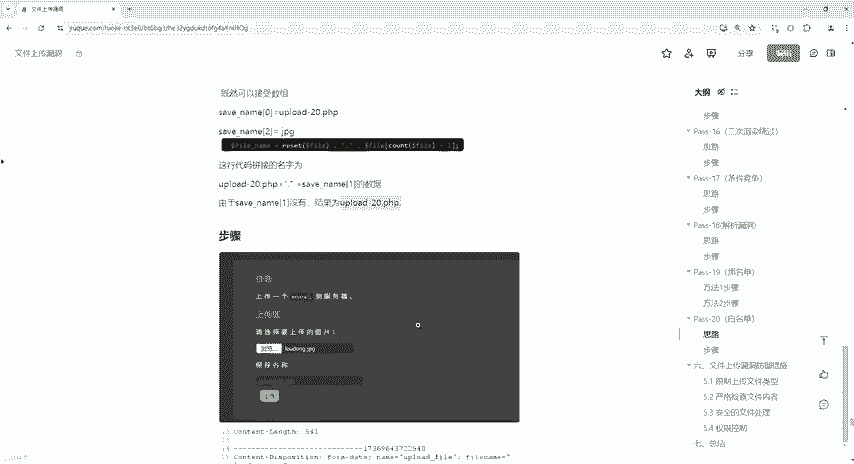 文件上传漏洞
文件上传漏洞
分享
既然可以接受数组
save_name[0] =upload-20.php
save_name[2] = jpg
$file_name = reset($file) . '.' . $file[count($file) - 1];
这行代码拼接的名字为
upload-20.php+"."+save_name[1]的数据
由于save_name[1]没有，结果为upload-20.php.
步骤
任务
上传一个
到服务器。
上传区
请选择要上传的图片：
浏览...
loudong.jpg
保存名称:
上传
Content-Length: 541
Content-Disposition: form-data; name="upload_file"; filename="
大纲
步骤
Pass-16（二次渲染绕过）
思路
步骤
Pass-17（条件竞争）
思路
步骤
Pass-18(解析漏洞)
思路
步骤
Pass-19（黑名单）
方法1步骤
方法2步骤
Pass-20（白名单）
思路
步骤
六、文件上传漏洞防御措施
5.1 限制上传文件类型
5.2 严格检查文件内容
5.3 安全的文件处理
5.4 权限控制
七、总结